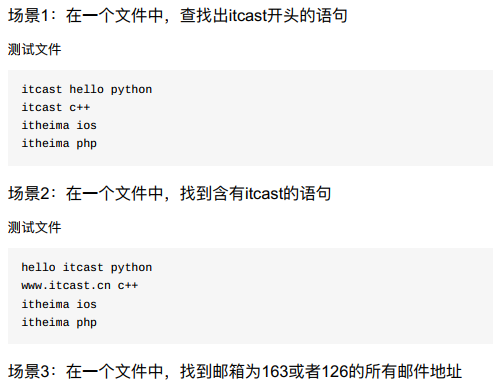 场景1：在一个文件中，查找出itcast开头的语句
测试文件
itcast hello python
itcast c++
itheima ios
itheima php
场景2：在一个文件中，找到含有itcast的语句
测试文件
hello itcast python
www.itcast.cn c++
itheima ios
itheima php
场景3：在一个文件中，找到邮箱为163或者126的所有邮件地址